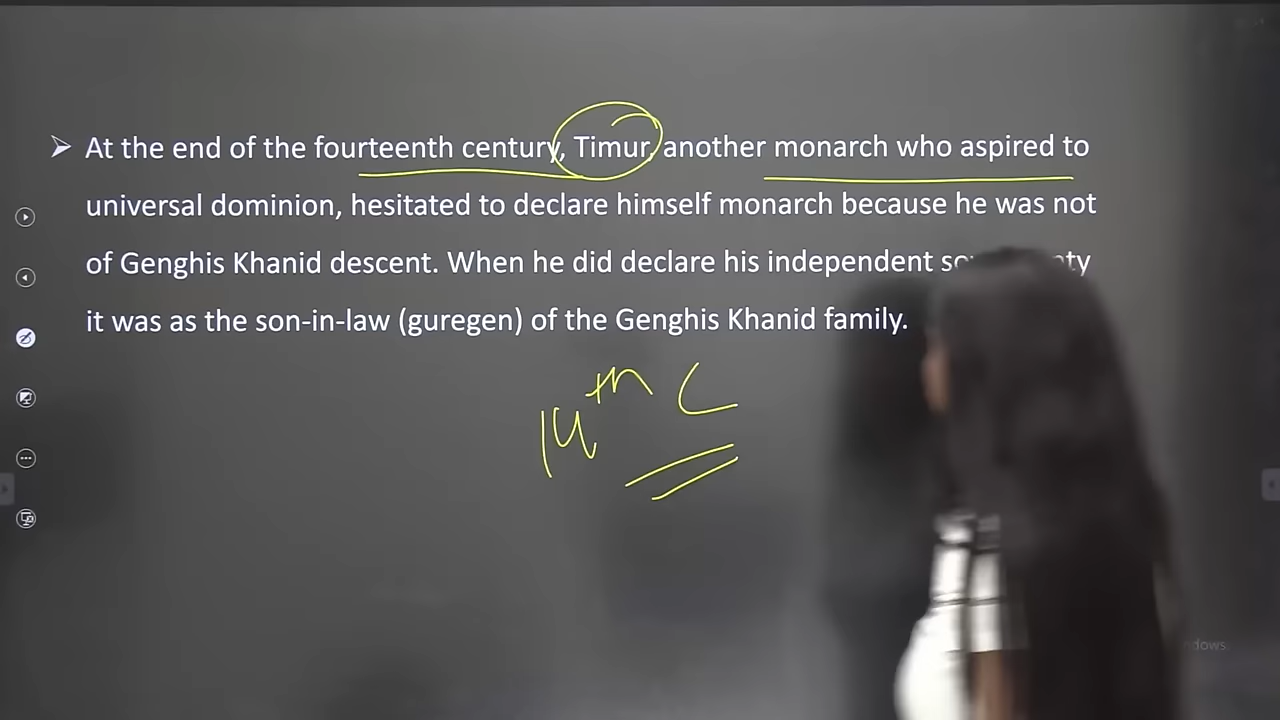 ➢ At the end of the fourteenth century, Timur, another monarch who aspired to
universal dominion, hesitated to declare himself monarch because he was not
of Genghis Khanid descent. When he did declare his independent
it was as the son-in-law (guregen) of the Genghis Khanid family.
14th C